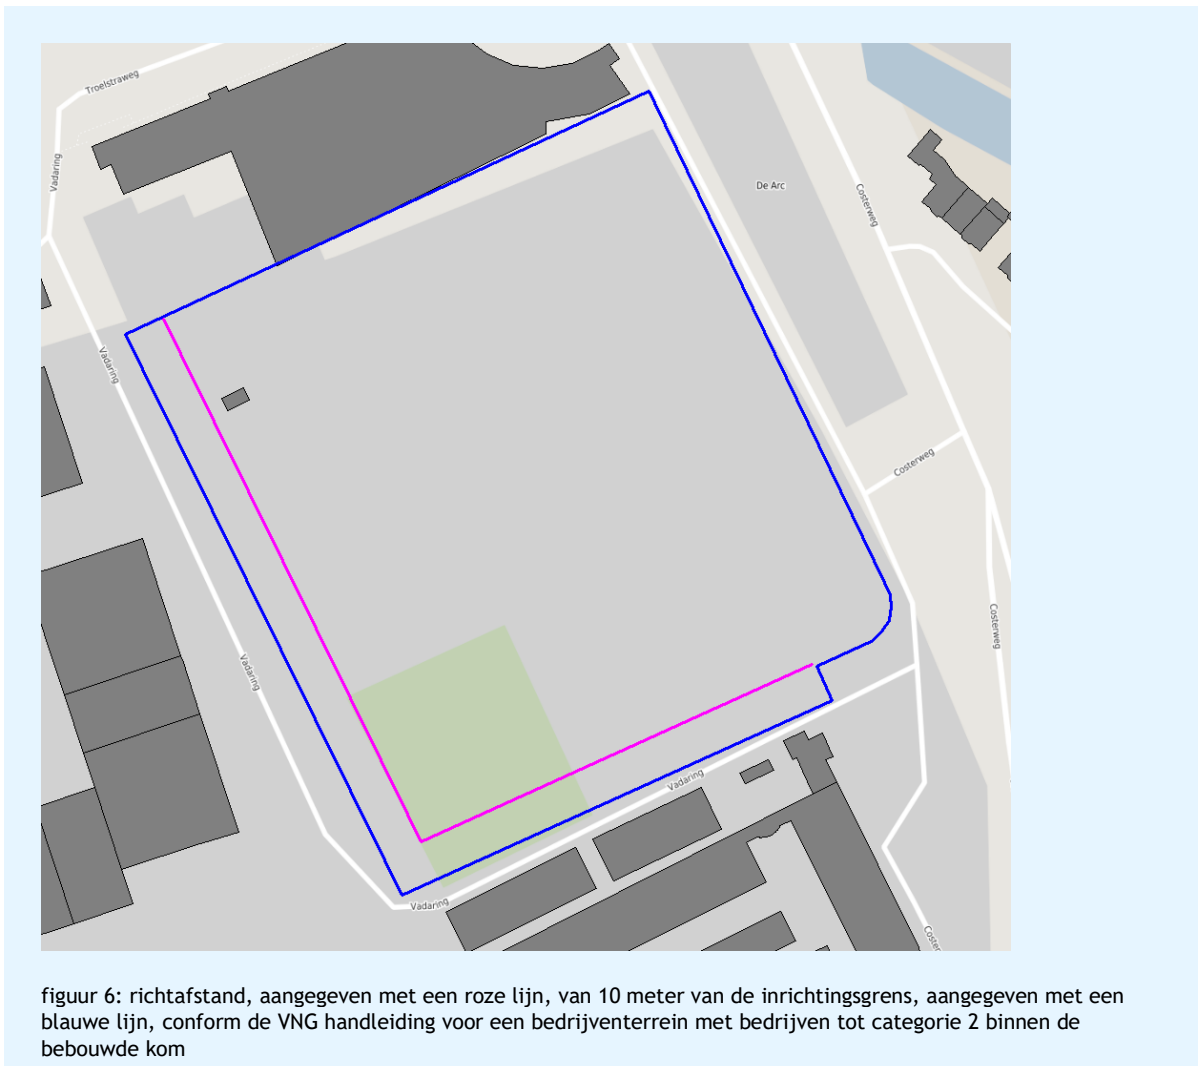 Troelstraweg
Vadaring
De Arc
Costerweg
Vadaring
Costerweg
Costerweg
Vadaring
Vadaring
Vadaring
Coster
figuur 6: richtafstand, aangegeven met een roze lijn, van 10 meter van de inrichtingsgrens, aangegeven met een
blauwe lijn, conform de VNG handleiding voor een bedrijventerrein met bedrijven tot categorie 2 binnen de
bebouwde kom